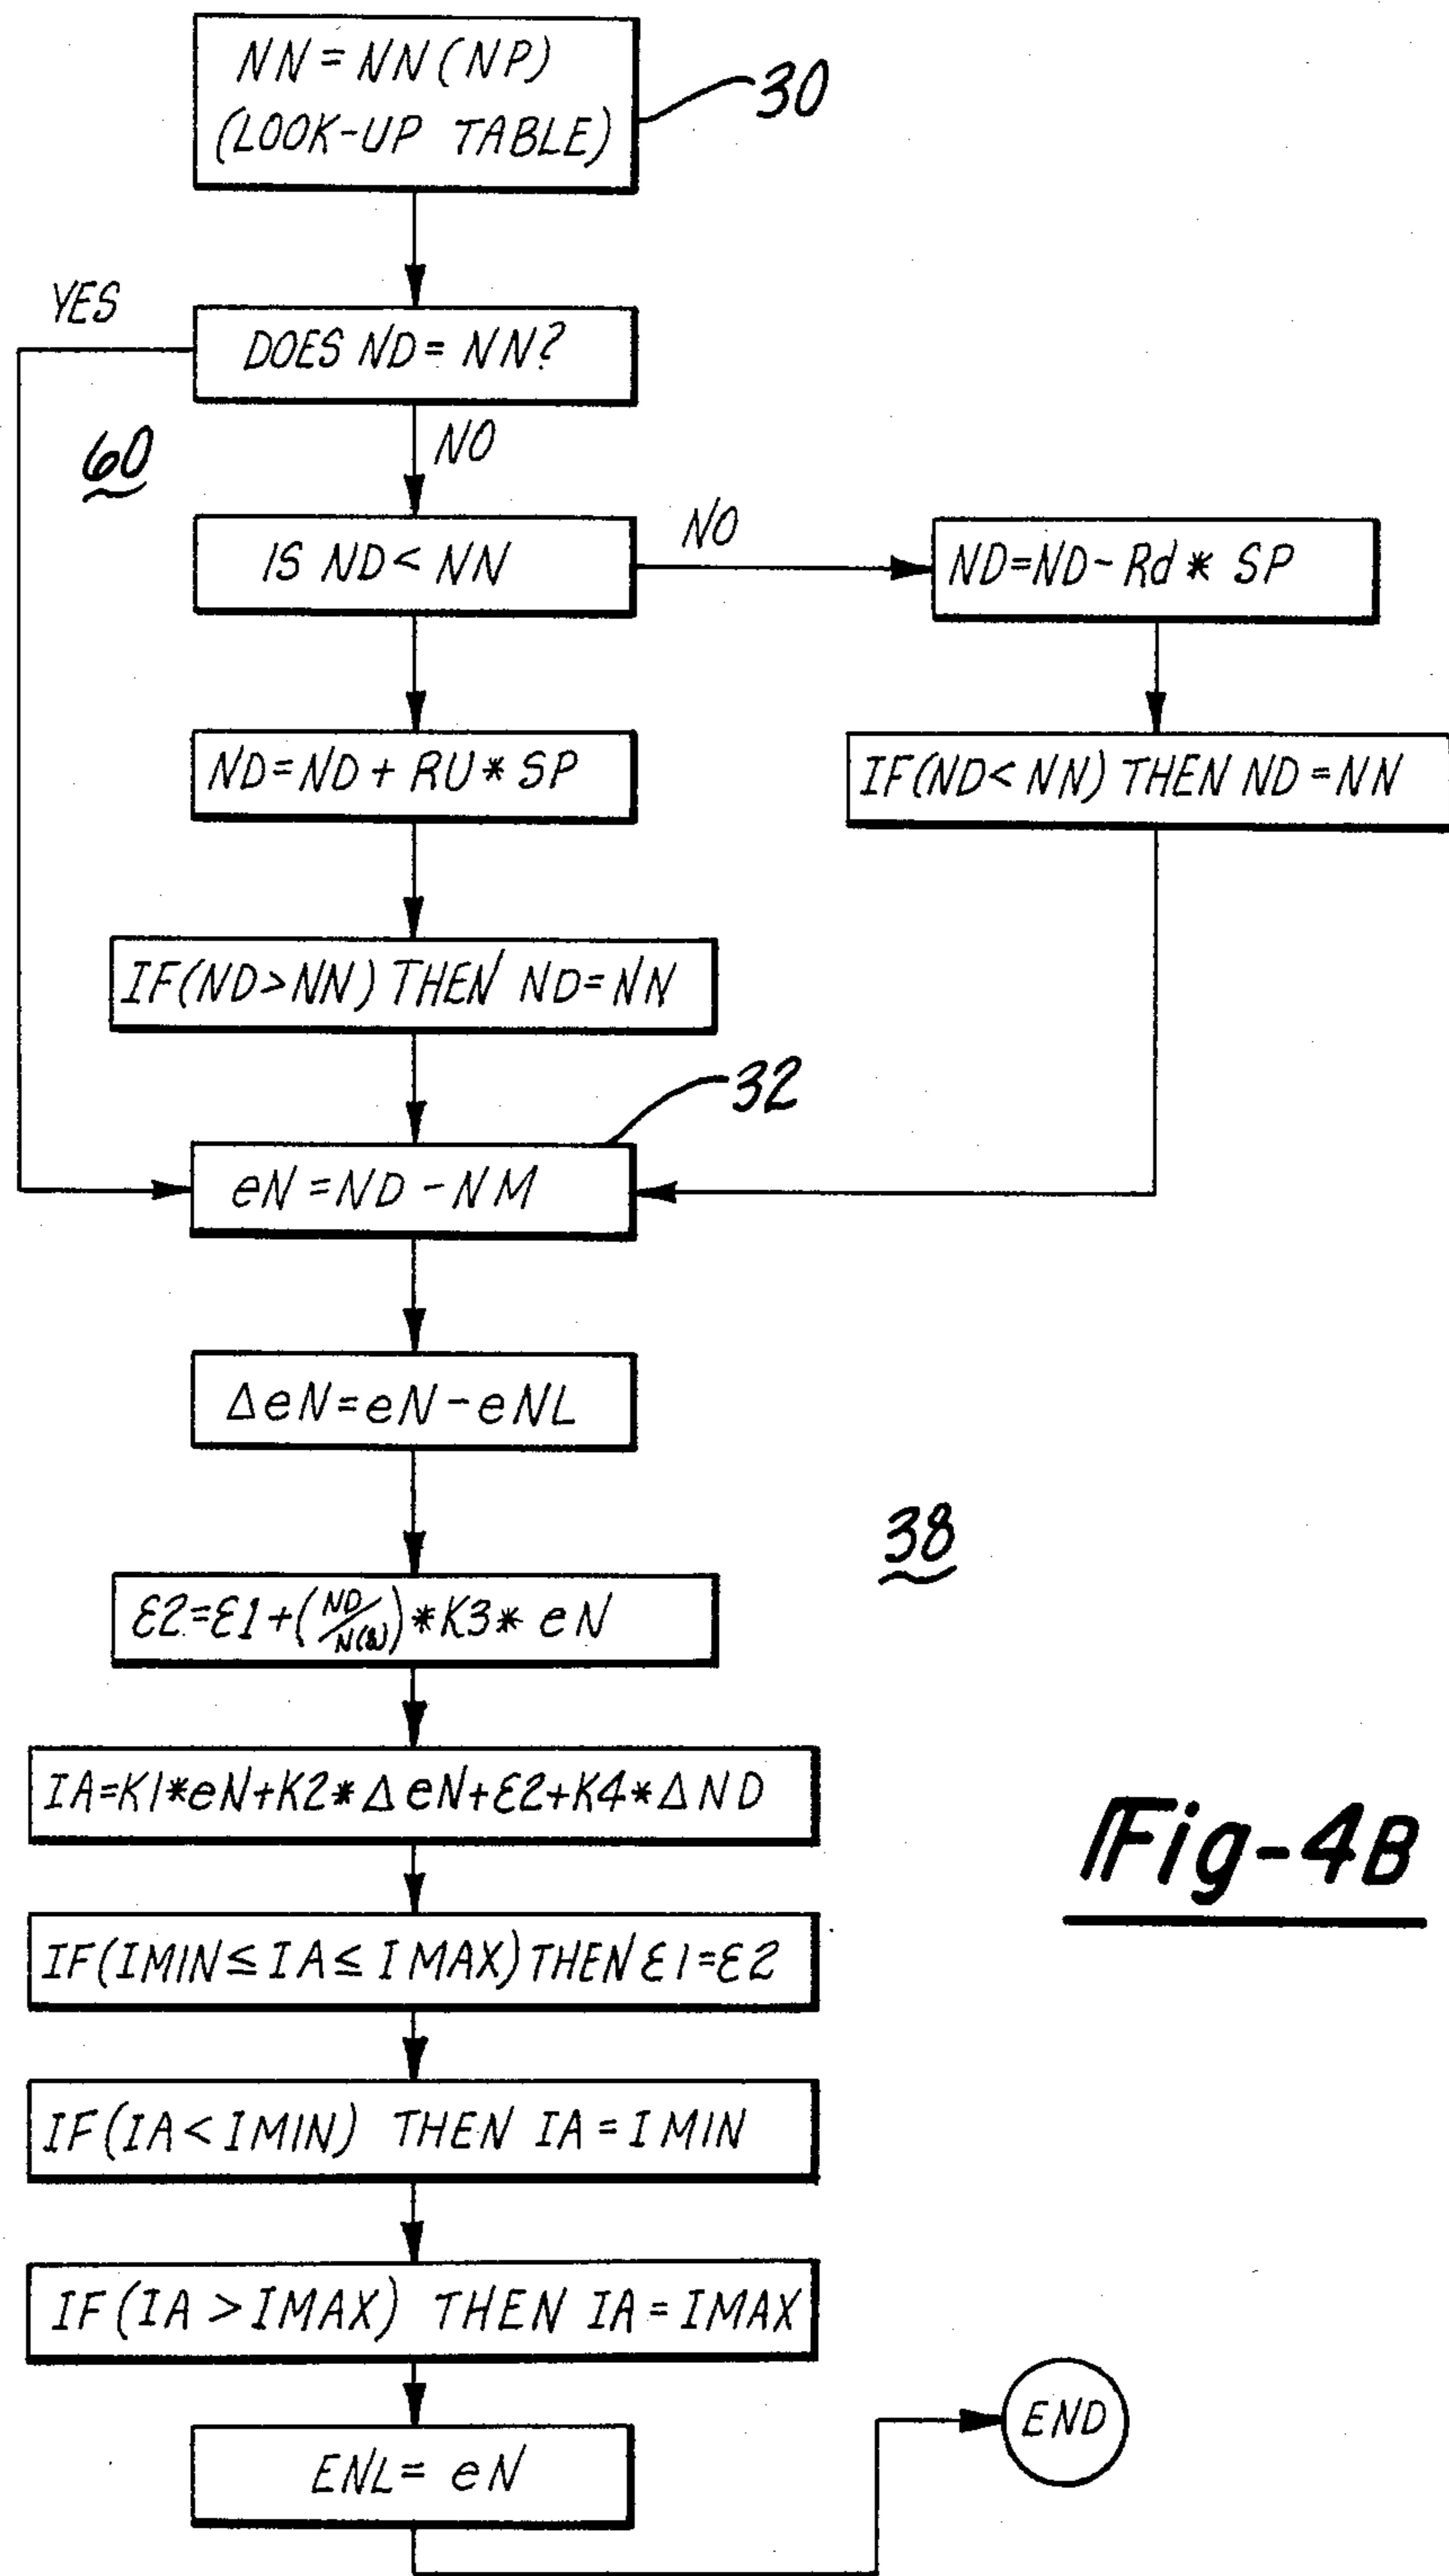 NN = NN(NP)
(LOOK-UP TABLE)
30
YES
DOES ND = NN?
60
NO
IS ND < NN
NO
ND=ND-Rd * SP
ND=ND + RU * SP
IF(ND< NN) THEN ND = NN
IF(ND>NN) THEN ND=NN
32
eN = ND - NM
ΔeN = eN - eNL
38
ε2=ε1+(ND/N(ε))*K3* eN
IA=K1*eN+K2*ΔeN+ε2+K4*ΔND
Fig-4B
IF(IMIN ≤ IA ≤ IMAX) THEN ε1=ε2
IF(IA < IMIN) THEN IA = IMIN
IF(IA > IMAX) THEN IA = IMAX
END
ENL= eN